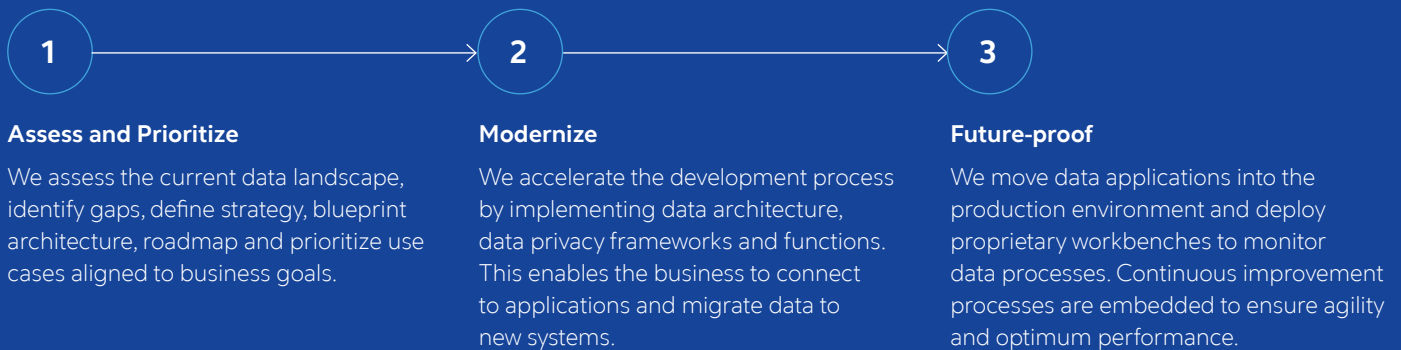 1
2
3
Assess and Prioritize
We assess the current data landscape,
identify gaps, define strategy, blueprint
architecture, roadmap and prioritize use
cases aligned to business goals.
Modernize
We accelerate the development process
by implementing data architecture,
data privacy frameworks and functions.
This enables the business to connect
to applications and migrate data to
new systems.
Future-proof
We move data applications into the
production environment and deploy
proprietary workbenches to monitor
data processes. Continuous improvement
processes are embedded to ensure agility
and optimum performance.